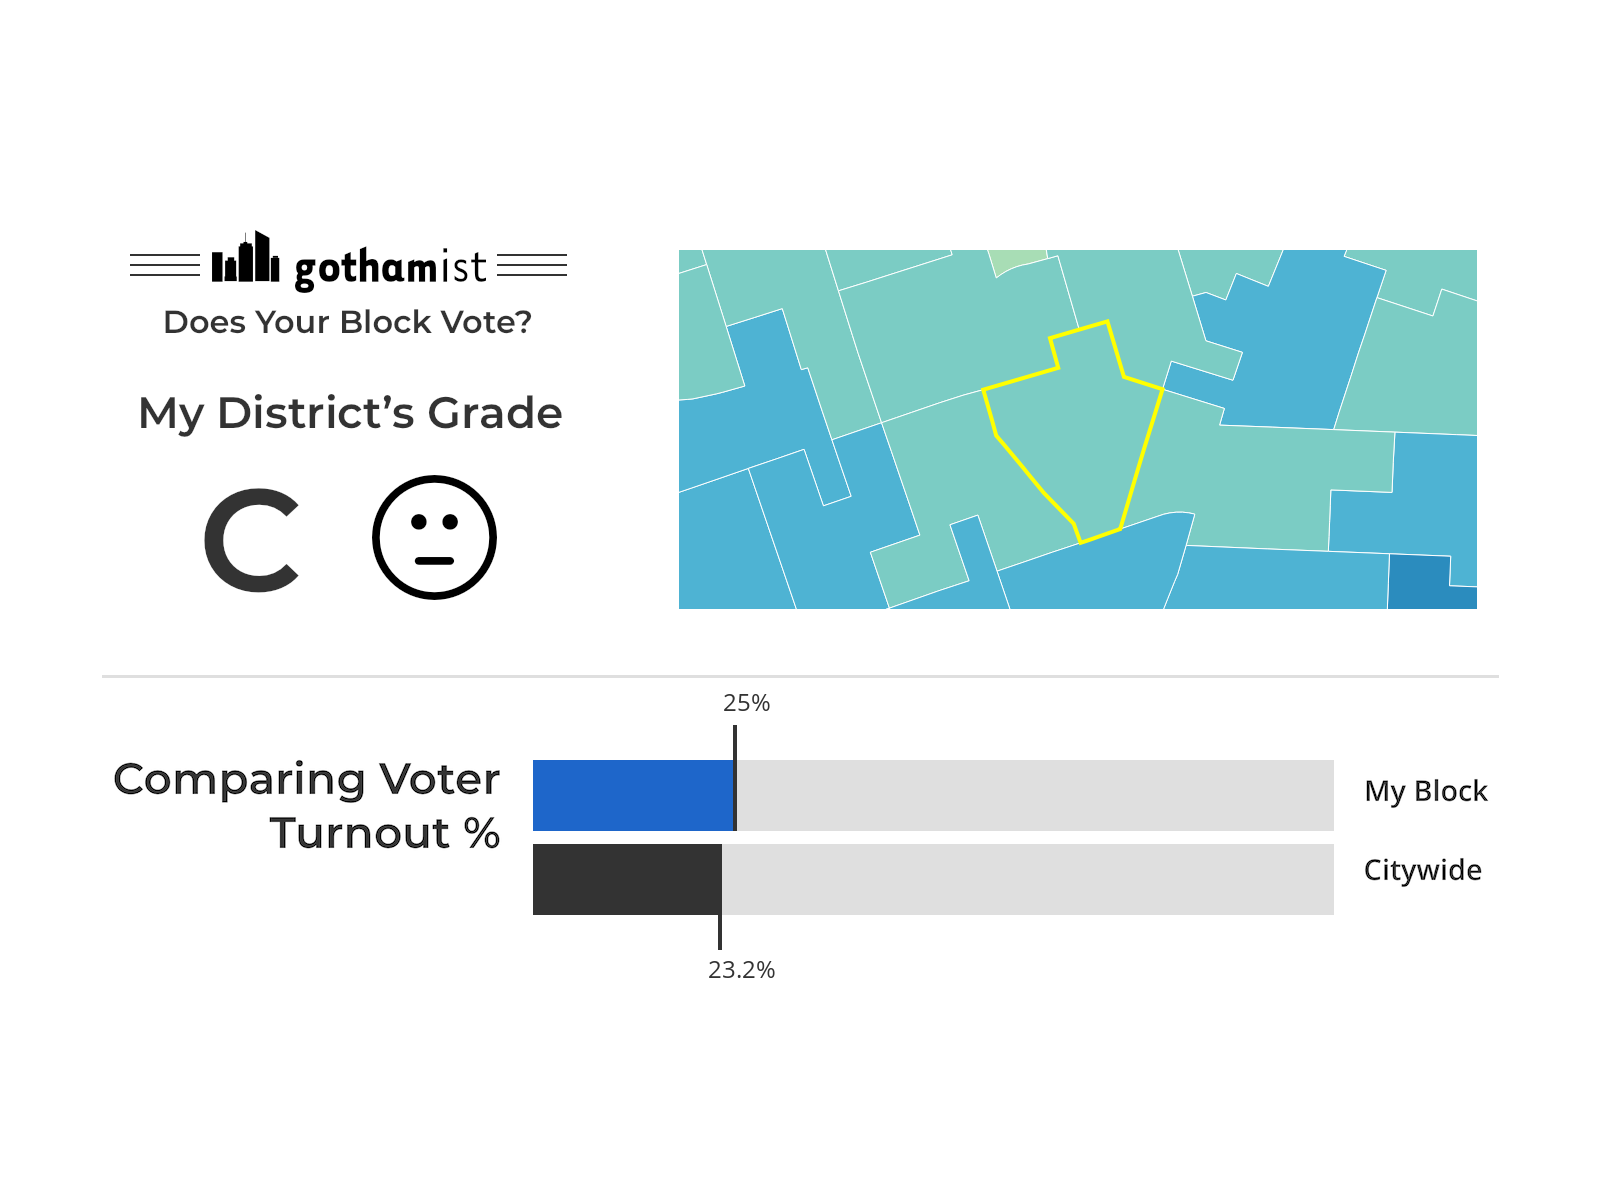 gothamist
Does Your Block Vote?
My District’s Grade
C
25%
Comparing Voter
Turnout %
My Block
Citywide
23.2%